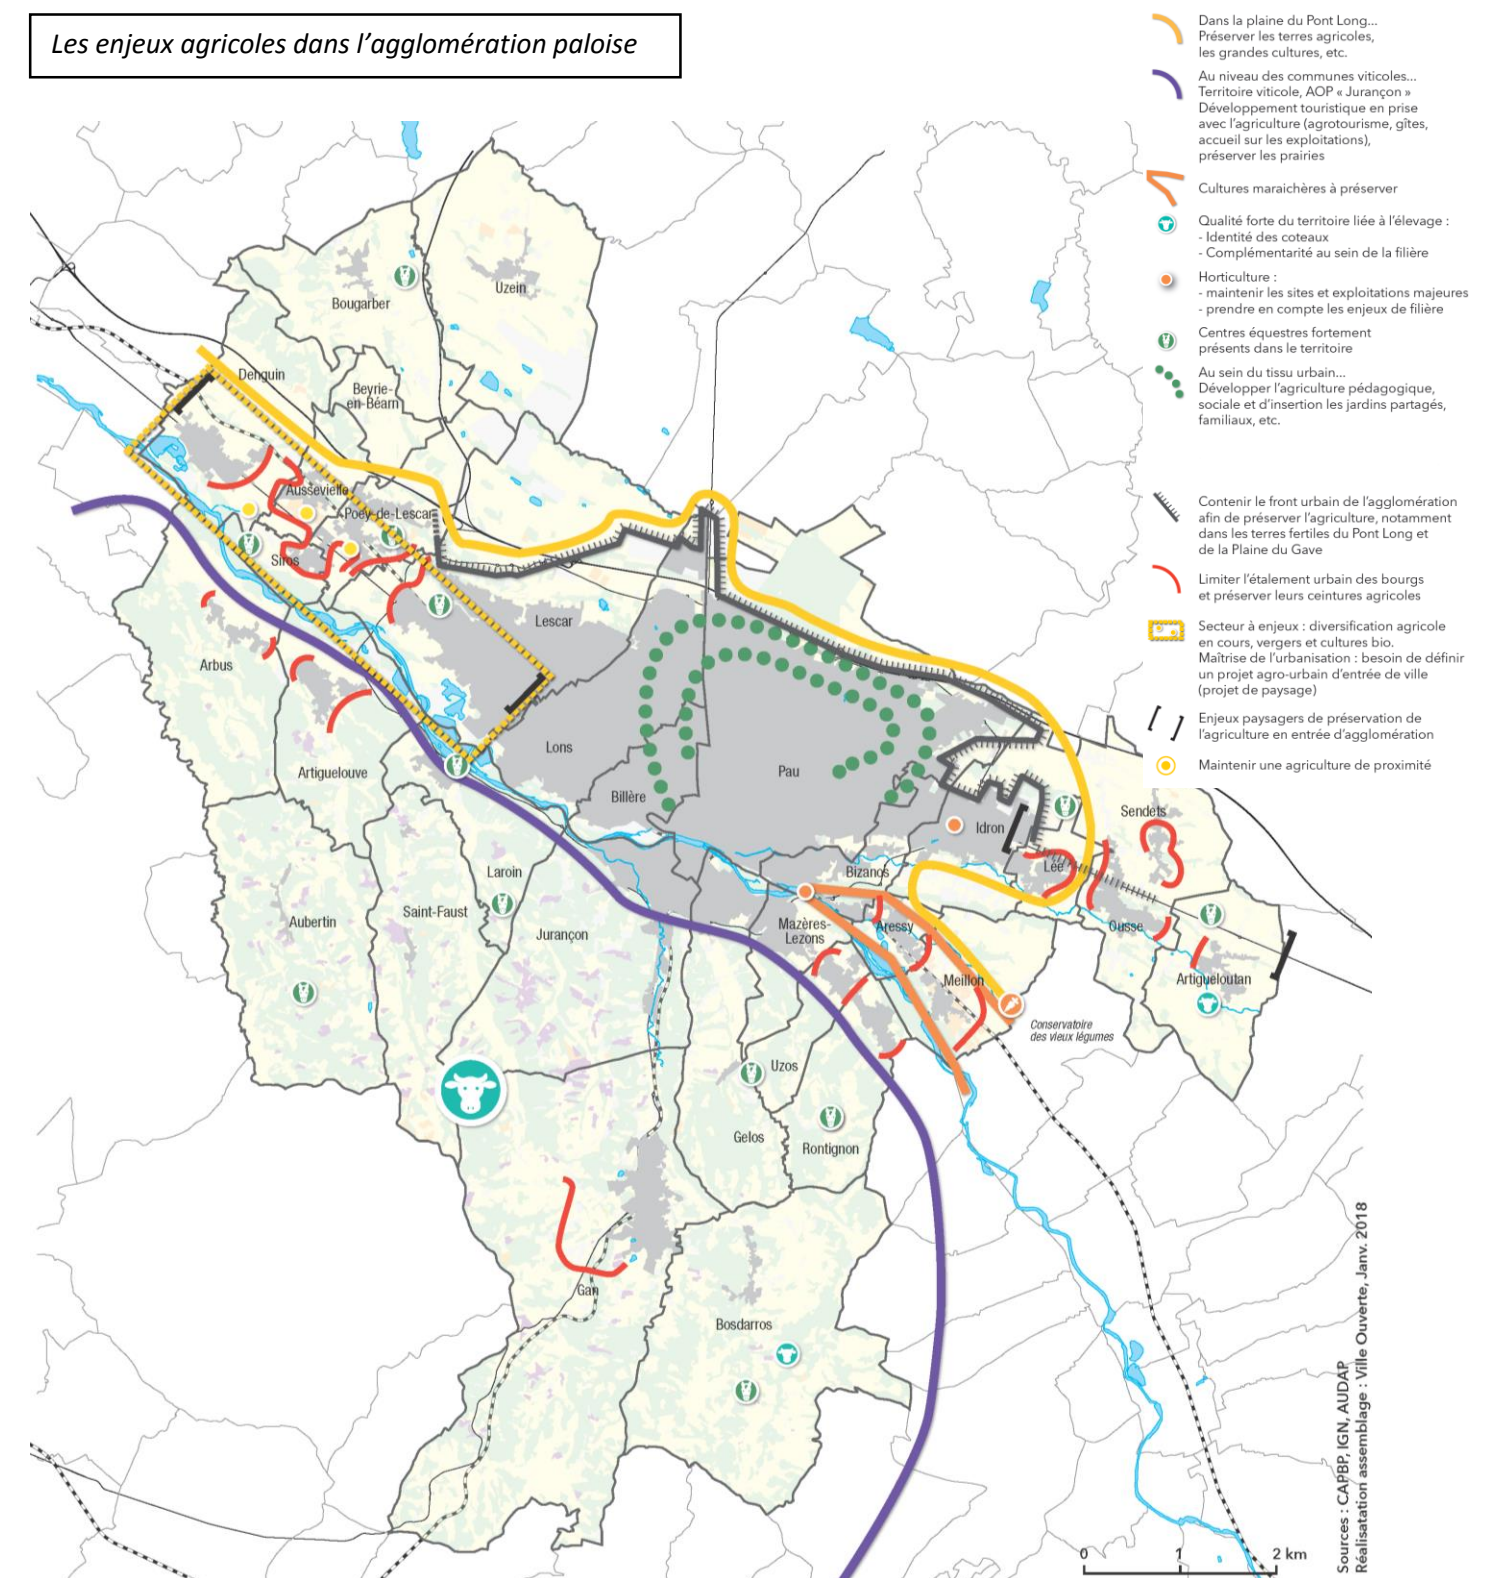 Les enjeux agricoles dans l’agglomération paloise
Dans la plaine du Pont Long...
Préserver les terres agricoles,
les grandes cultures, etc.
Au niveau des communes viticoles...
Territoire viticole, AOP « Jurançon »
Développement touristique en prise
avec l’agriculture (agrotourisme, gîtes,
accueil sur les exploitations),
préserver les prairies
Cultures maraichères à préserver
Qualité forte du territoire liée à l’élevage :
- Identité des coteaux
- Complémentarité au sein de la filière
Horticulture :
- maintenir les sites et exploitations majeures
- prendre en compte les enjeux de filière
Centres équestres fortement
présents dans le territoire
Au sein du tissu urbain...
Développer l’agriculture pédagogique,
sociale et d’insertion les jardins partagés,
familiaux, etc.
Contenir le front urbain de l’agglomération
afin de préserver l’agriculture, notamment
dans les terres fertiles du Pont Long et
de la Plaine du Gave
Limiter l’étalement urbain des bourgs
et préserver leurs ceintures agricoles
Secteur à enjeux : diversification agricole
en cours, vergers et cultures bio.
Maîtrise de l’urbanisation : besoin de définir
un projet agro-urbain d’entrée de ville
(projet de paysage)
Enjeux paysagers de préservation de
l’agriculture en entrée d’agglomération
Maintenir une agriculture de proximité
Uzein
Bougarber
Denguin
Beyrie-
en-Béarn
Aussevielle
Poey-de-Lescar
Siros
Lescar
Arbus
Lons
Artiguelouve
Pau
Billère
Sendets
Idron
Lée
Bizanos
Laroin
Saint-Faust
Aubertin
Jurançon
Mazères-
Lezons
Aressy
Ousse
Meillon
Artigueloutan
Conservatoire
des vieux légumes
Uzos
Gelos
Rontignon
Gan
Bosdarros
0 1 2 km
Sources : CAPBP, IGN, AUDAP
Réalisatation assemblage : Ville Ouverte, Janv. 2018